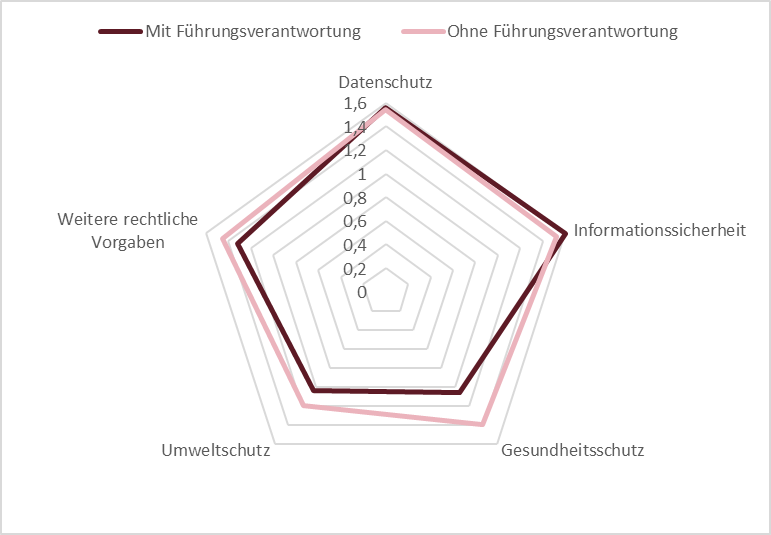 Mit Führungsverantwortung
Ohne Führungsverantwortung
Datenschutz
1,6
1,4
1,2
1
0,8
0,6
0,4
0,2
0
Weitere rechtliche
Vorgaben
Informationssicherheit
Umweltschutz
Gesundheitsschutz